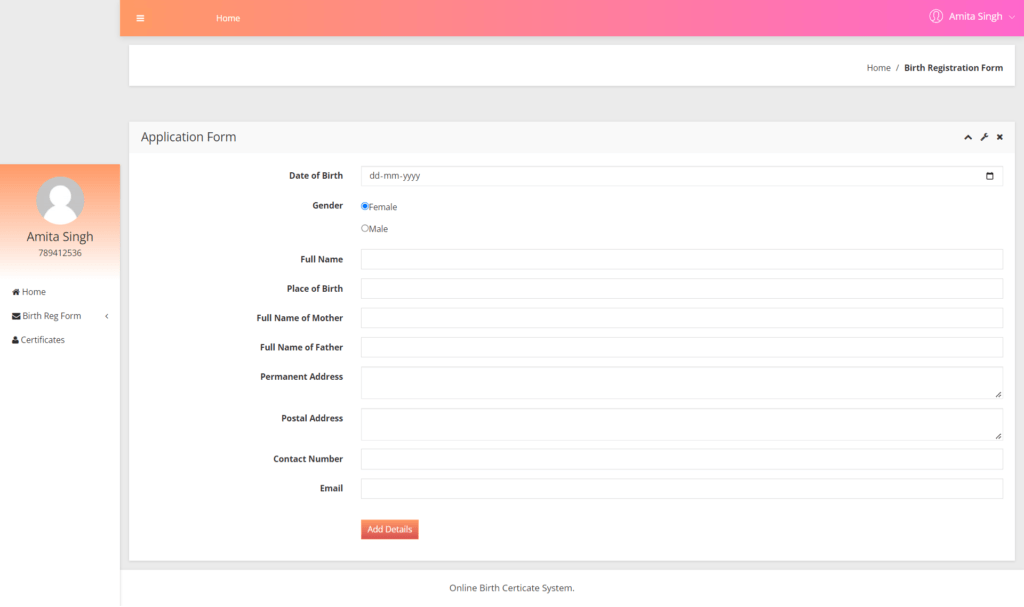 Home
Amita Singh
Home / Birth Registration Form
Amita Singh
789412536
Home
Birth Reg Form
Certificates
Application Form
Date of Birth dd-mm-yyyy
Gender Female
Male
Full Name
Place of Birth
Full Name of Mother
Full Name of Father
Permanent Address
Postal Address
Contact Number
Email
Add Details
Online Birth Certicate System.